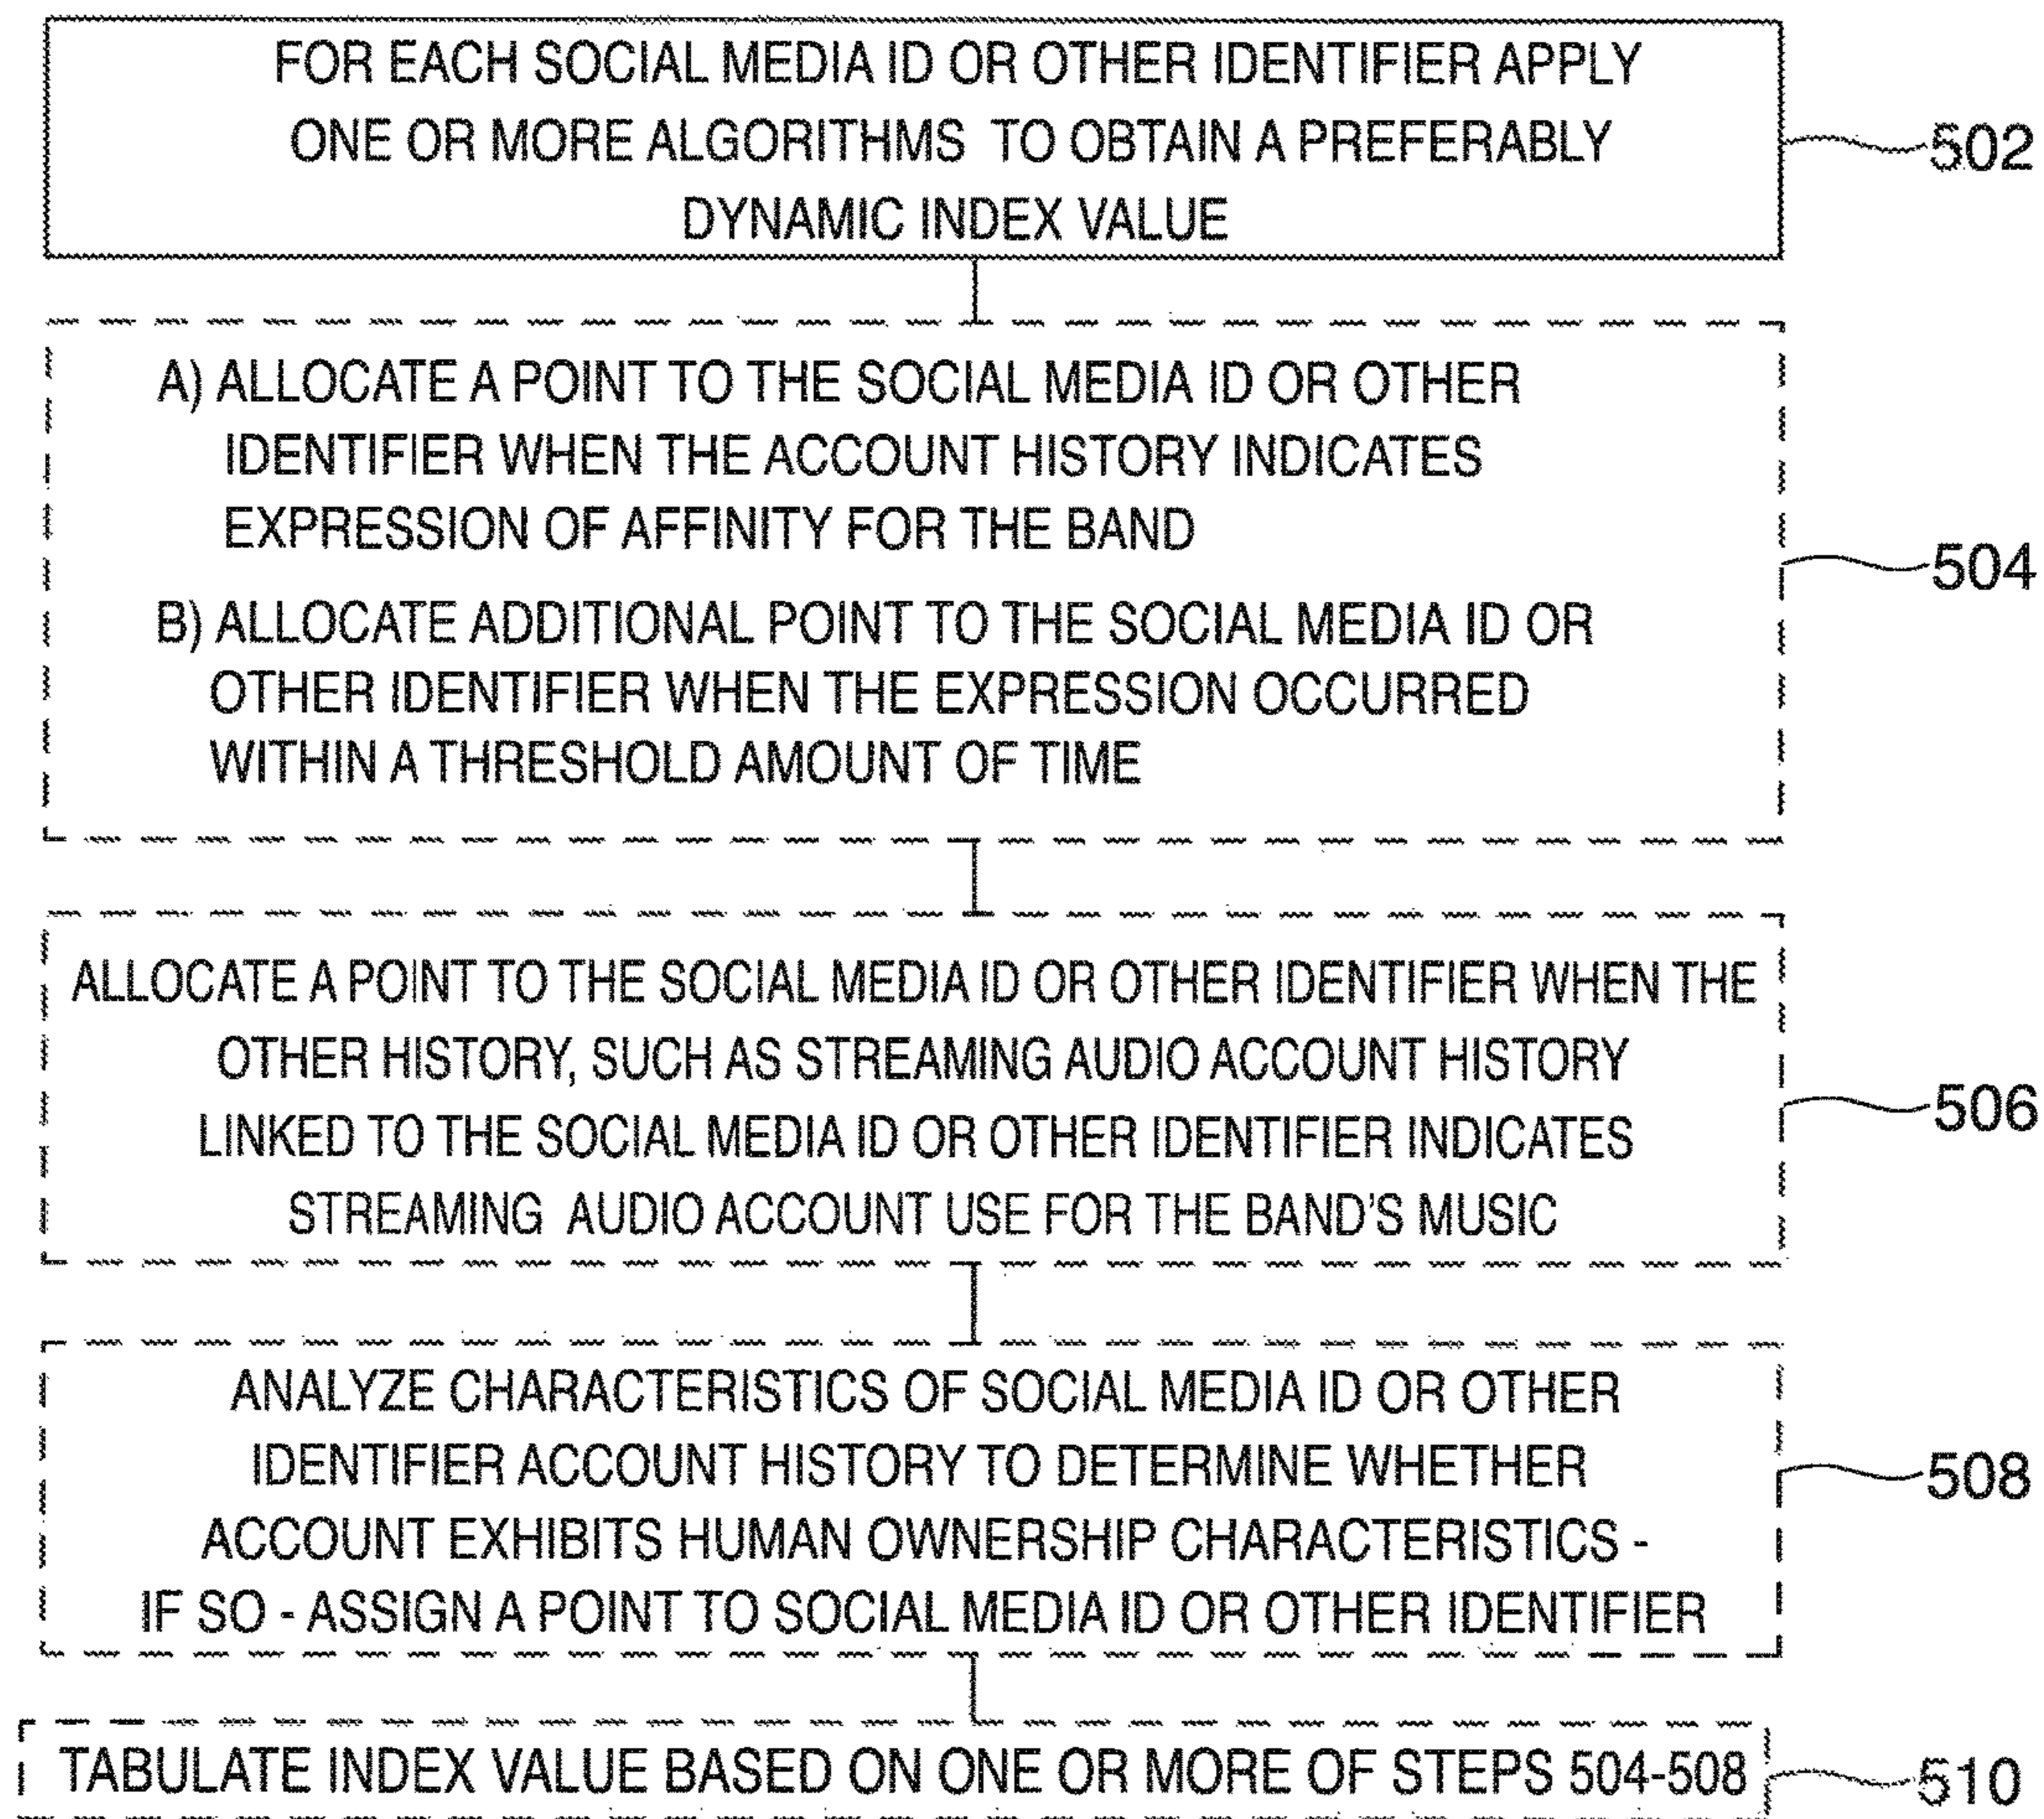 FOR EACH SOCIAL MEDIA ID OR OTHER IDENTIFIER APPLY
ONE OR MORE ALGORITHMS TO OBTAIN A PREFERABLY
DYNAMIC INDEX VALUE
502
A) ALLOCATE A POINT TO THE SOCIAL MEDIA ID OR OTHER
IDENTIFIER WHEN THE ACCOUNT HISTORY INDICATES
EXPRESSION OF AFFINITY FOR THE BAND
B) ALLOCATE ADDITIONAL POINT TO THE SOCIAL MEDIA ID OR
OTHER IDENTIFIER WHEN THE EXPRESSION OCCURRED
WITHIN A THRESHOLD AMOUNT OF TIME
504
ALLOCATE A POINT TO THE SOCIAL MEDIA ID OR OTHER IDENTIFIER WHEN THE
OTHER HISTORY, SUCH AS STREAMING AUDIO ACCOUNT HISTORY
LINKED TO THE SOCIAL MEDIA ID OR OTHER IDENTIFIER INDICATES
STREAMING AUDIO ACCOUNT USE FOR THE BAND'S MUSIC
506
ANALYZE CHARACTERISTICS OF SOCIAL MEDIA ID OR OTHER
IDENTIFIER ACCOUNT HISTORY TO DETERMINE WHETHER
ACCOUNT EXHIBITS HUMAN OWNERSHIP CHARACTERISTICS -
IF SO - ASSIGN A POINT TO SOCIAL MEDIA ID OR OTHER IDENTIFIER
508
TABULATE INDEX VALUE BASED ON ONE OR MORE OF STEPS 504-508
510